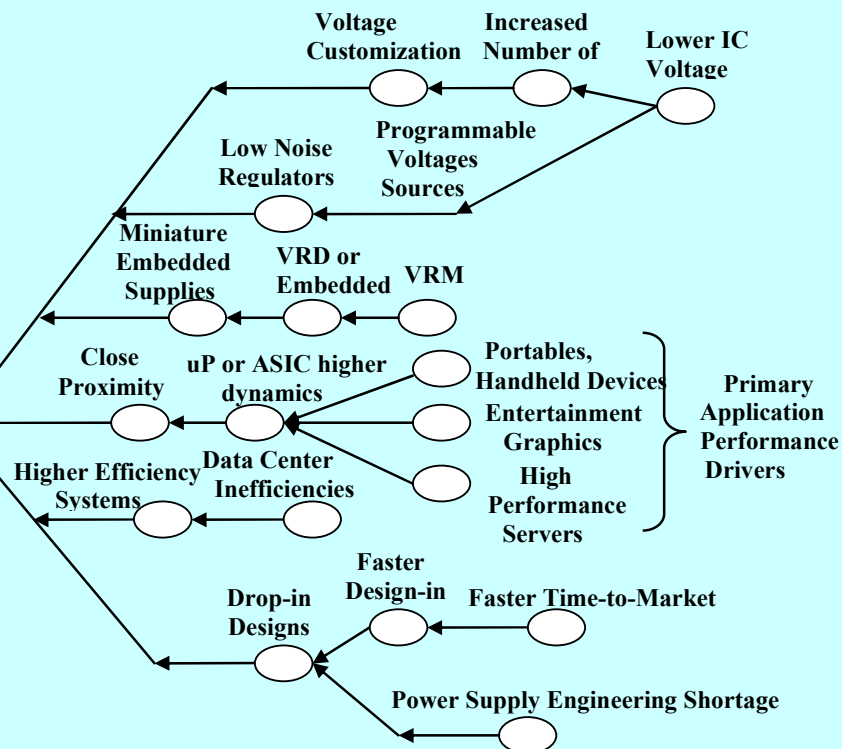 Voltage
Customization
Increased
Number of
Lower IC
Voltage
Programmable
Voltages
Sources
Low Noise
Regulators
Miniature
Embedded
Supplies
VRD or
Embedded
VRM
Close
Proximity
uP or ASIC higher
dynamics
Portables,
Handheld Devices
Entertainment
Graphics
High
Performance
Servers
Primary
Application
Performance
Drivers
Higher Efficiency
Systems
Data Center
Inefficiencies
Drop-in
Designs
Faster
Design-in
Faster Time-to-Market
Power Supply Engineering Shortage